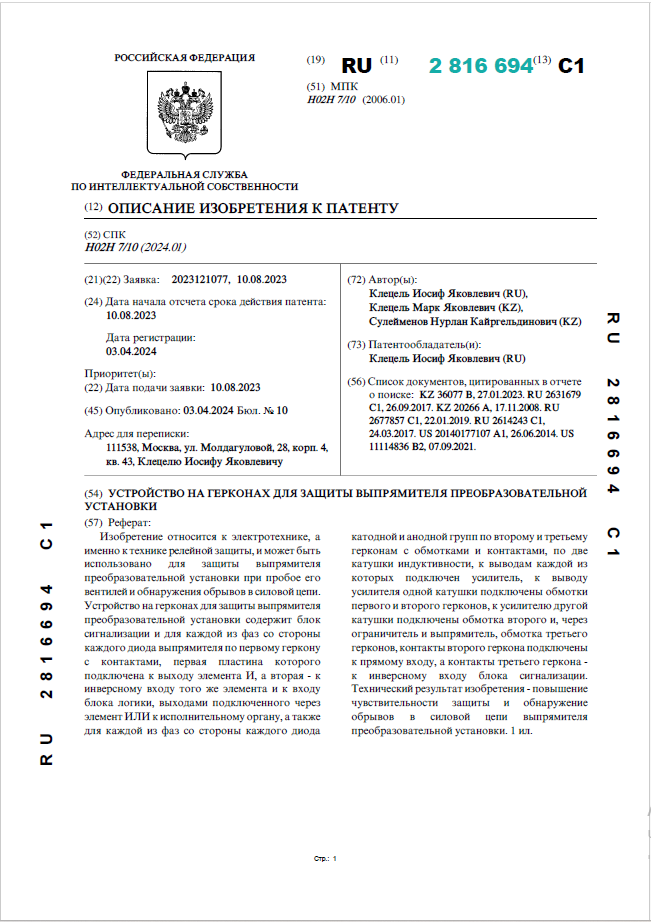 РОССИЙСКАЯ ФЕДЕРАЦИЯ
ФЕДЕРАЛЬНАЯ СЛУЖБА
ПО ИНТЕЛЛЕКТУАЛЬНОЙ СОБСТВЕННОСТИ
(19) RU (11) 2 816 694 (13) C1
(51) МПК
H02H 7/10 (2006.01)
(12) ОПИСАНИЕ ИЗОБРЕТЕНИЯ К ПАТЕНТУ
(52) СПК
H02H 7/10 (2024.01)
(21)(22) Заявка: 2023121077, 10.08.2023
(24) Дата начала отсчета срока действия патента:
10.08.2023
Дата регистрации:
03.04.2024
Приоритет(ы):
(22) Дата подачи заявки: 10.08.2023
(45) Опубликовано: 03.04.2024 Бюл. № 10
Адрес для переписки:
111538, Москва, ул. Молдагуловой, 28, корп. 4,
кв. 43, Клецелю Иосифу Яковлевичу
(72) Автор(ы):
Клецель Иосиф Яковлевич (RU),
Клецель Марк Яковлевич (KZ),
Сулейменов Нурлан Кайргельдинович (KZ)
(73) Патентообладатель(и):
Клецель Иосиф Яковлевич (RU)
(56) Список документов, цитированных в отчете
о поиске: KZ 36077 B, 27.01.2023. RU 2631679
C1, 26.09.2017. KZ 20266 A, 17.11.2008. RU
2677857 C1, 22.01.2019. RU 2614243 C1,
24.03.2017. US 20140177107 A1, 26.06.2014. US
11114836 B2, 07.09.2021.
(54) УСТРОЙСТВО НА ГЕРКОНАХ ДЛЯ ЗАЩИТЫ ВЫПРЯМИТЕЛЯ ПРЕОБРАЗОВАТЕЛЬНОЙ
УСТАНОВКИ
(57) Реферат:
Изобретение относится к электротехнике, а
именно к технике релейной защиты, и может быть
использовано для защиты выпрямителя
преобразовательной установки при пробое его
вентилей и обнаружения обрывов в силовой цепи.
Устройство на герконах для защиты выпрямителя
преобразовательной установки содержит блок
сигнализации и для каждой из фаз со стороны
каждого диода выпрямителя по первому геркону
с контактами, первая пластина которого
подключена к выходу элемента И, а вторая - к
инверсному входу того же элемента и к входу
блока логики, выходами подключенного через
элемент ИЛИ к исполнительному органу, а также
для каждой из фаз со стороны каждого диода
катодной и анодной групп по второму и третьему
герконам с обмотками и контактами, по две
катушки индуктивности, к выводам каждой из
которых подключен усилитель, к выводу
усилителя одной катушки подключены обмотки
первого и второго герконов, к усилителю другой
катушки подключены обмотка второго и, через
ограничитель и выпрямитель, обмотка третьего
герконов, контакты второго геркона подключены
к прямому входу, а контакты третьего геркона -
к инверсному входу блока сигнализации.
Технический результат изобретения - повышение
чувствительности защиты и обнаружение
обрывов в силовой цепи выпрямителя
преобразовательной установки. 1 ил.
RU 2816694 C1
RU 2816694 C1
Стр.: 1